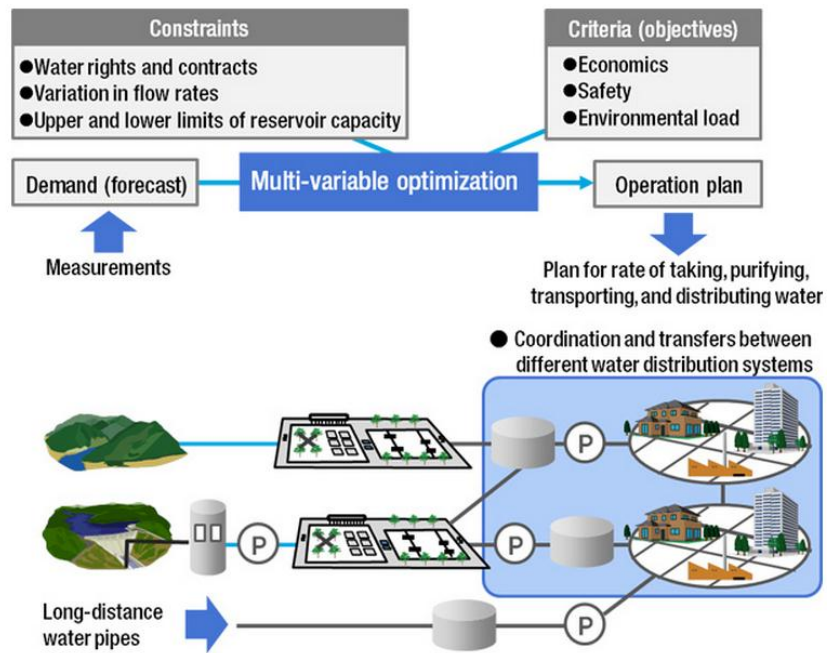 Constraints
●Water rights and contracts
●Variation in flow rates
●Upper and lower limits of reservoir capacity
Criteria (objectives)
●Economics
●Safety
●Environmental load
Demand (forecast)
Multi-variable optimization
Operation plan
Measurements
Plan for rate of taking, purifying,
transporting, and distributing water
● Coordination and transfers between
different water distribution systems
P
P
P
Long-distance
water pipes
P